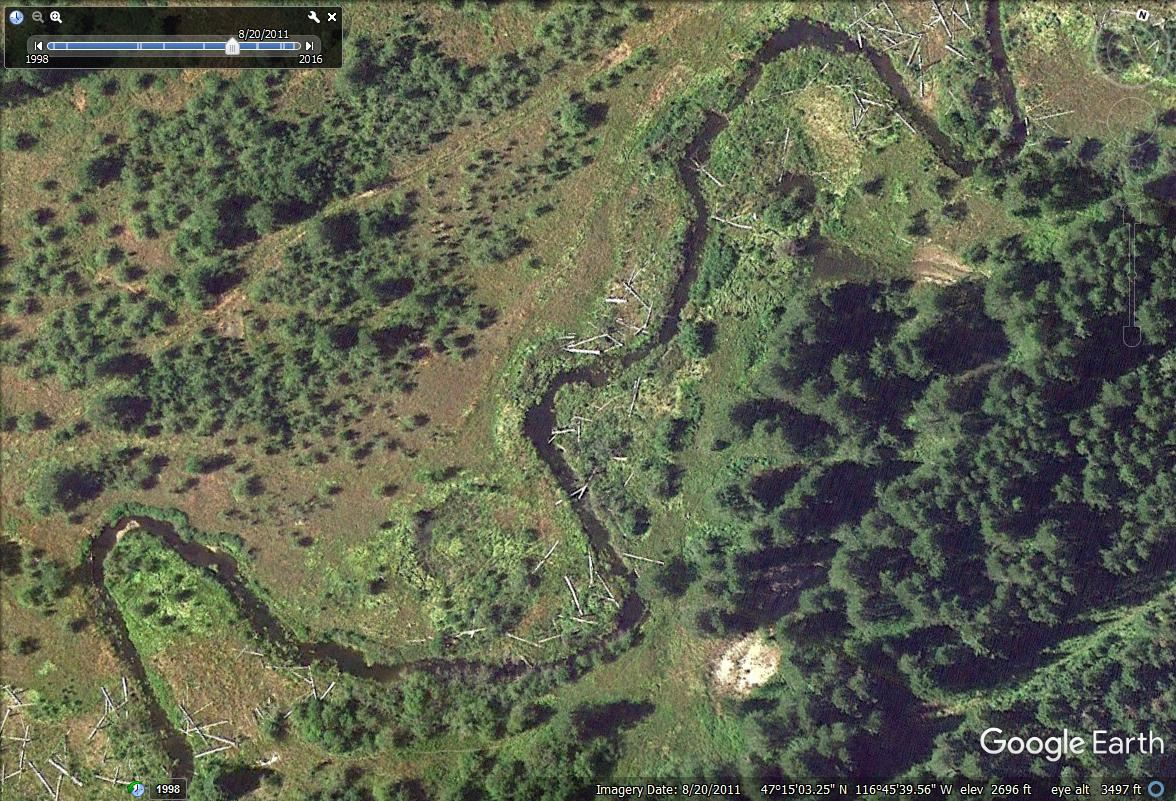 8/20/2011
1998
2016
N
Google Earth
1998
Imagery Date: 8/20/2011 47°15'03.25" N 116°45'39.56" W elev 2696 ft eye alt 3497 ft